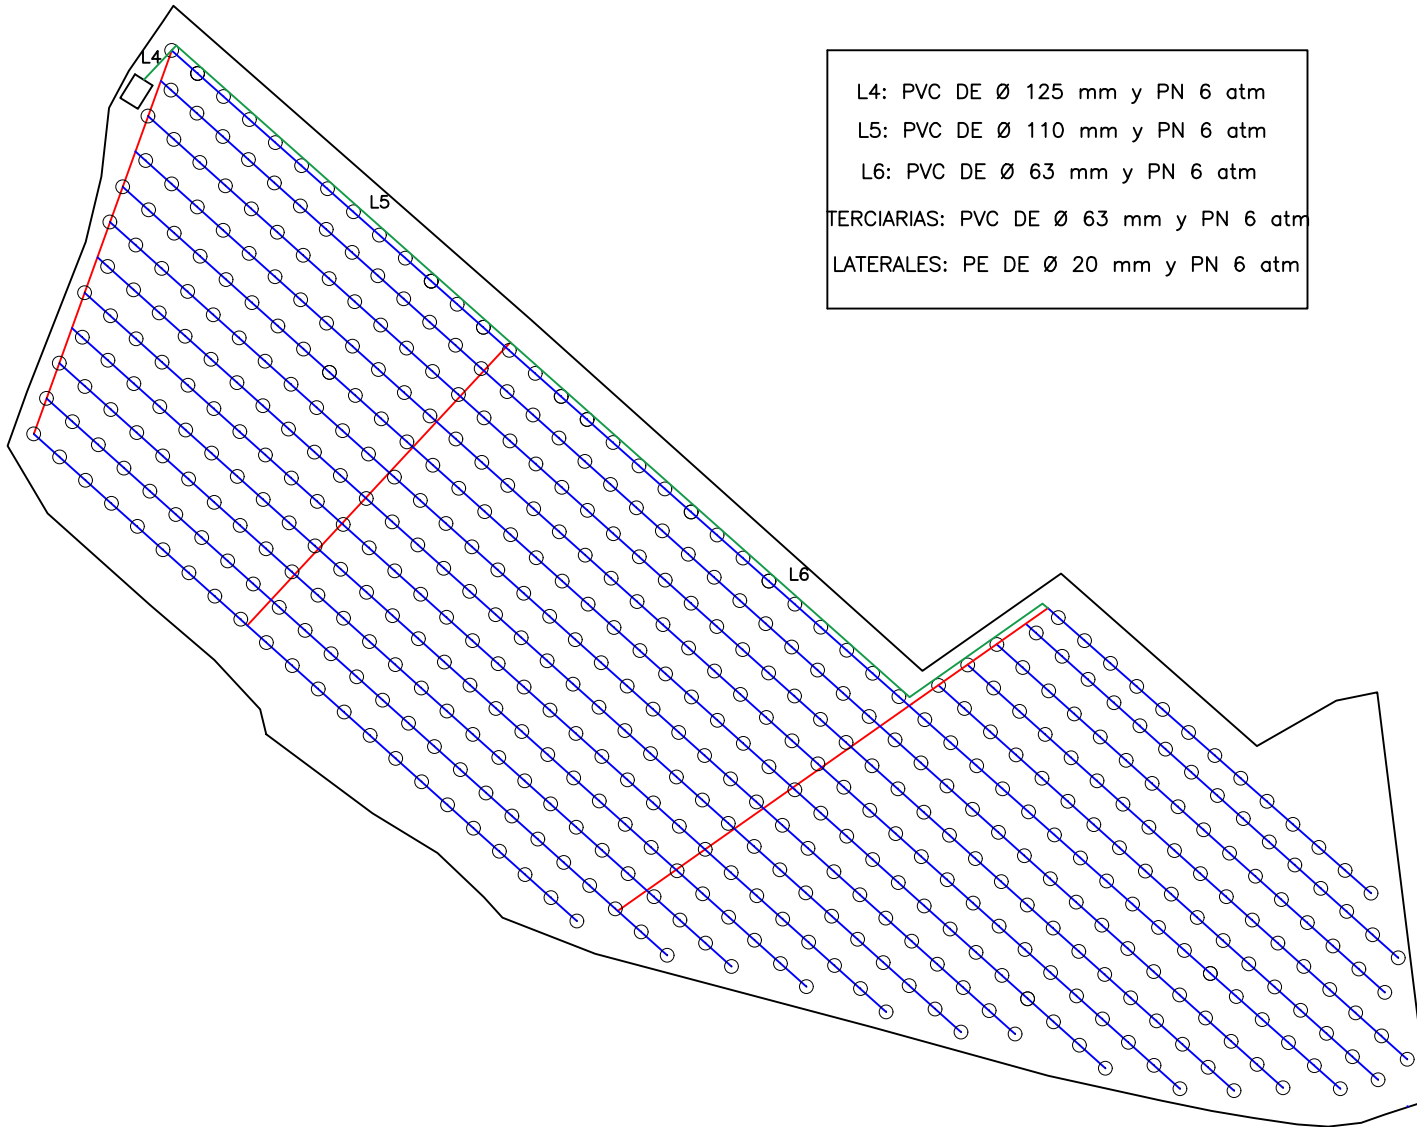 L4
L4: PVC DE Ø 125 mm y PN 6 atm
L5: PVC DE Ø 110 mm y PN 6 atm
L6: PVC DE Ø 63 mm y PN 6 atm
TERCIARIAS: PVC DE Ø 63 mm y PN 6 atm
LATERALES: PE DE Ø 20 mm y PN 6 atm
L5
L6